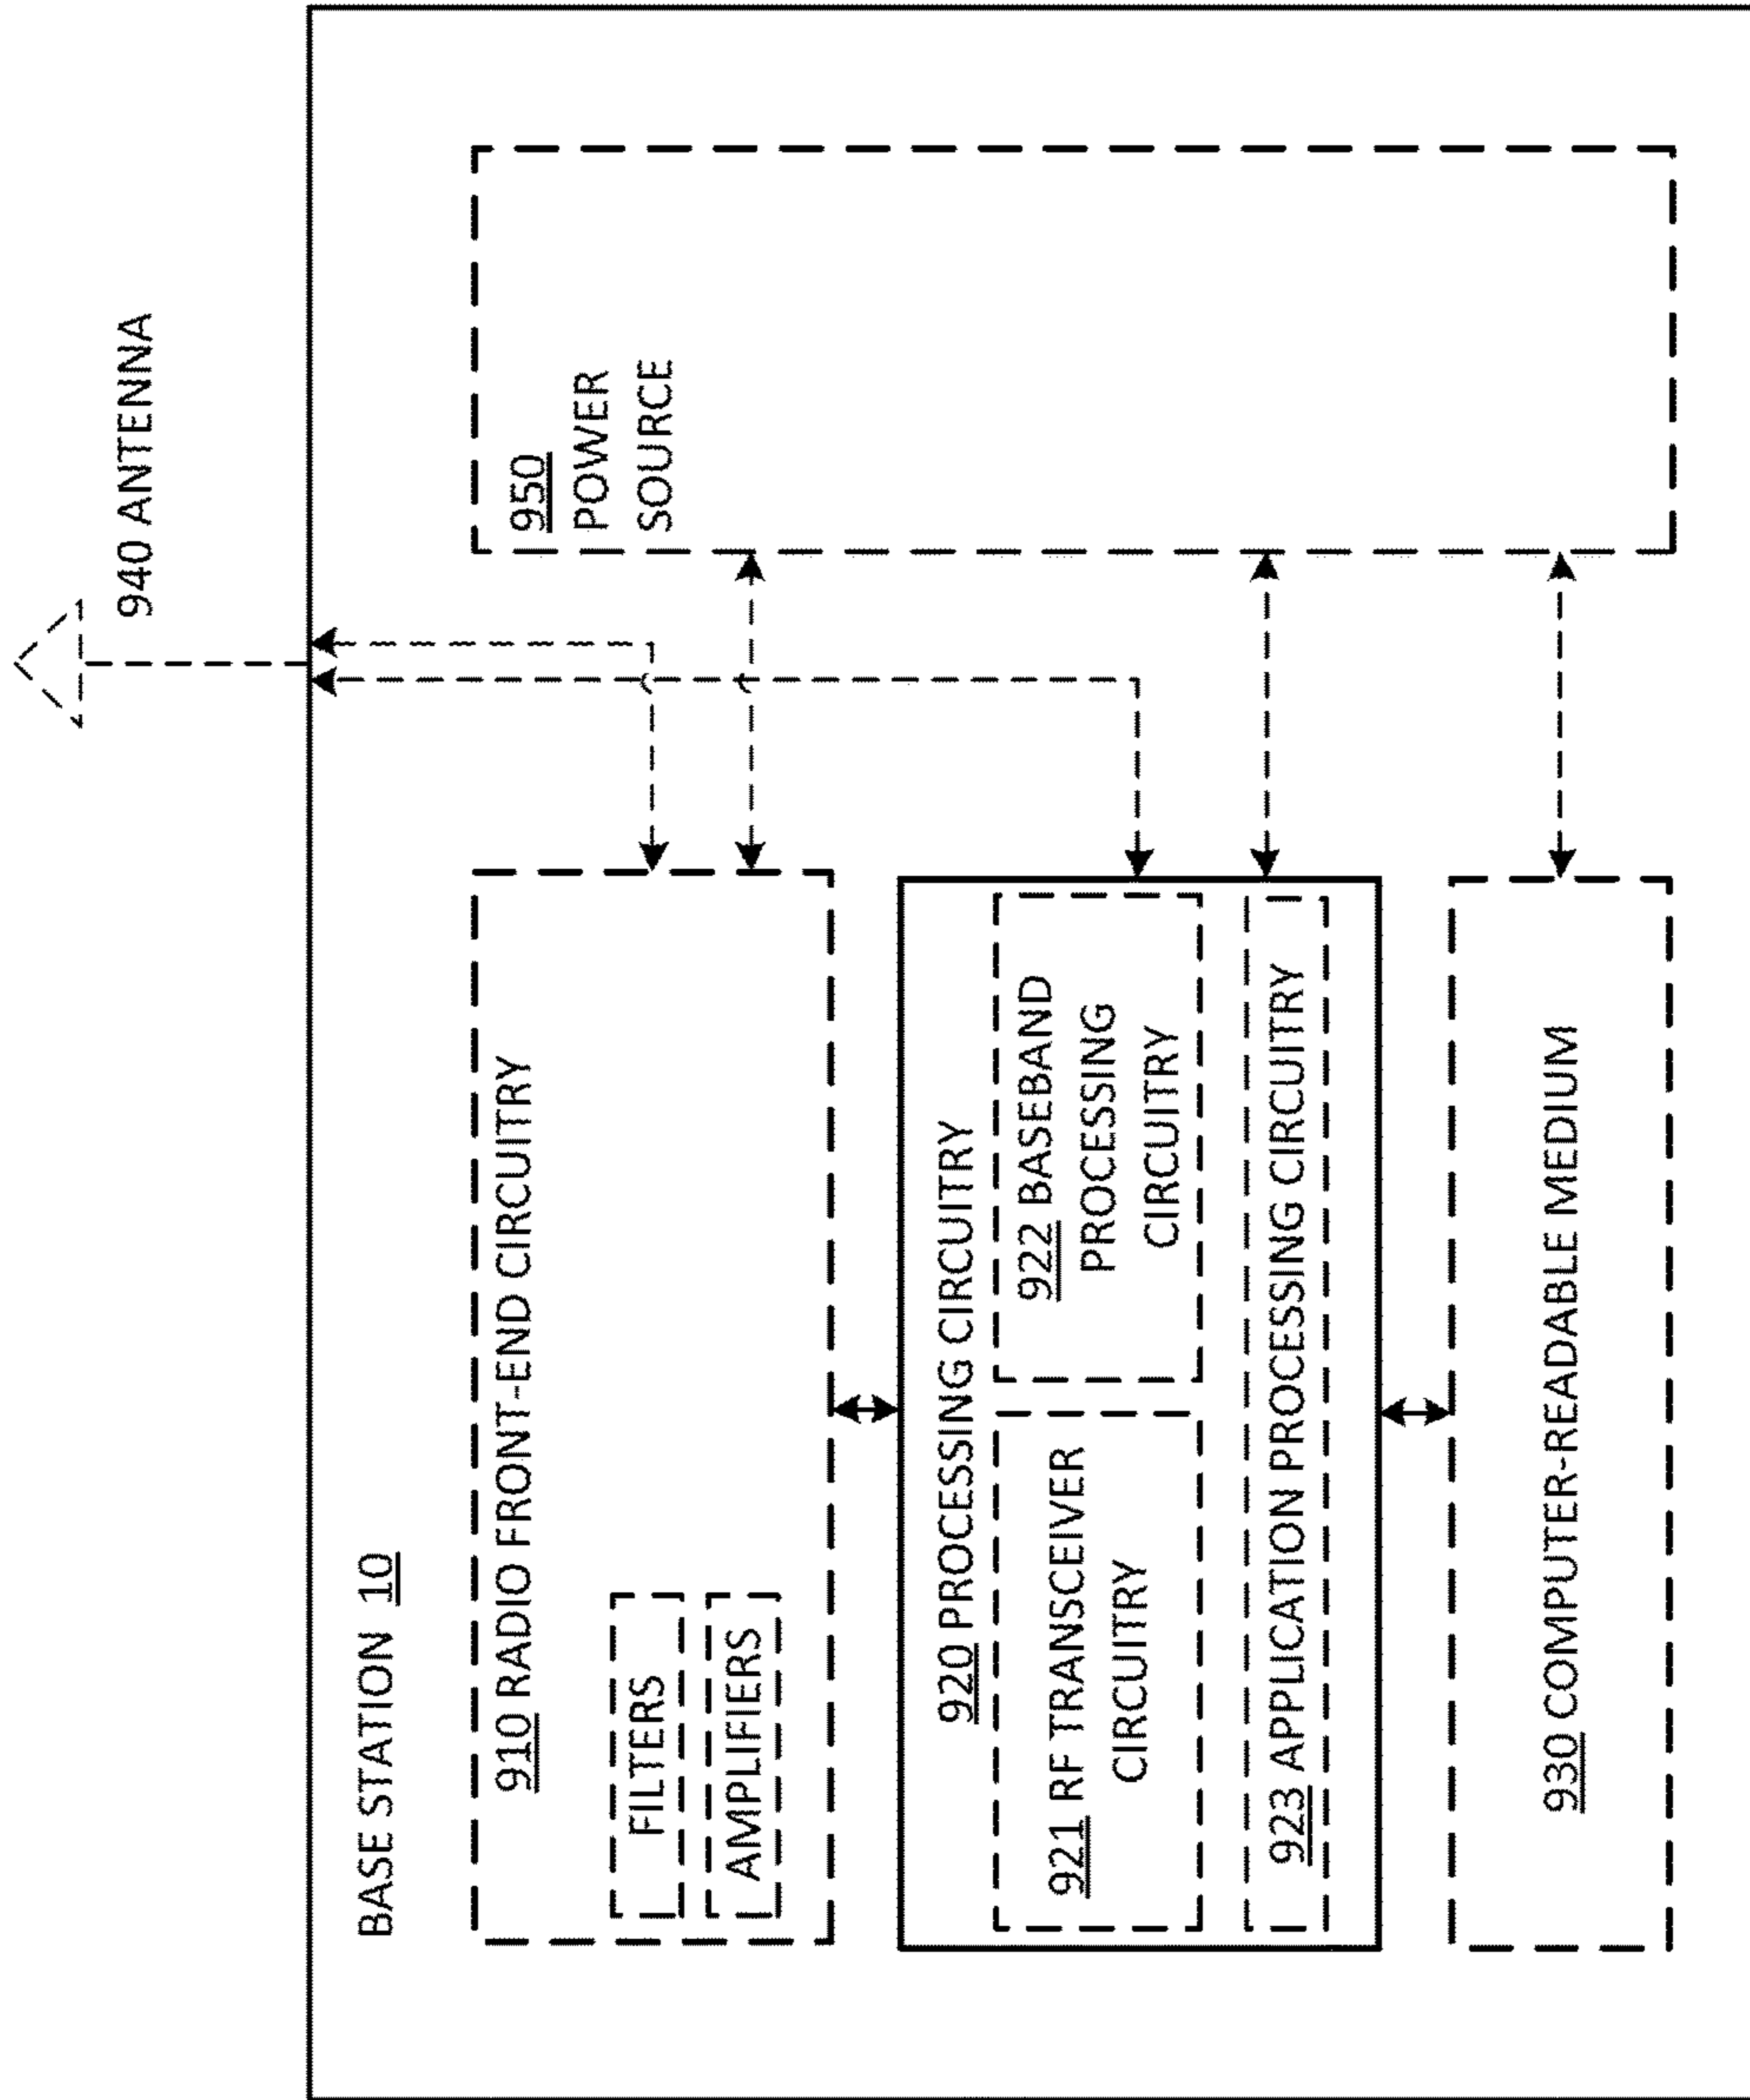 940 ANTENNA
BASE STATION 10
910 RADIO FRONT-END CIRCUITRY
FILTERS
AMPLIFIERS
920 PROCESSING CIRCUITRY
921 RF TRANSCEIVER
CIRCUITRY
922 BASEBAND
PROCESSING
CIRCUITRY
923 APPLICATION PROCESSING CIRCUITRY
930 COMPUTER-READABLE MEDIUM
950
POWER
SOURCE